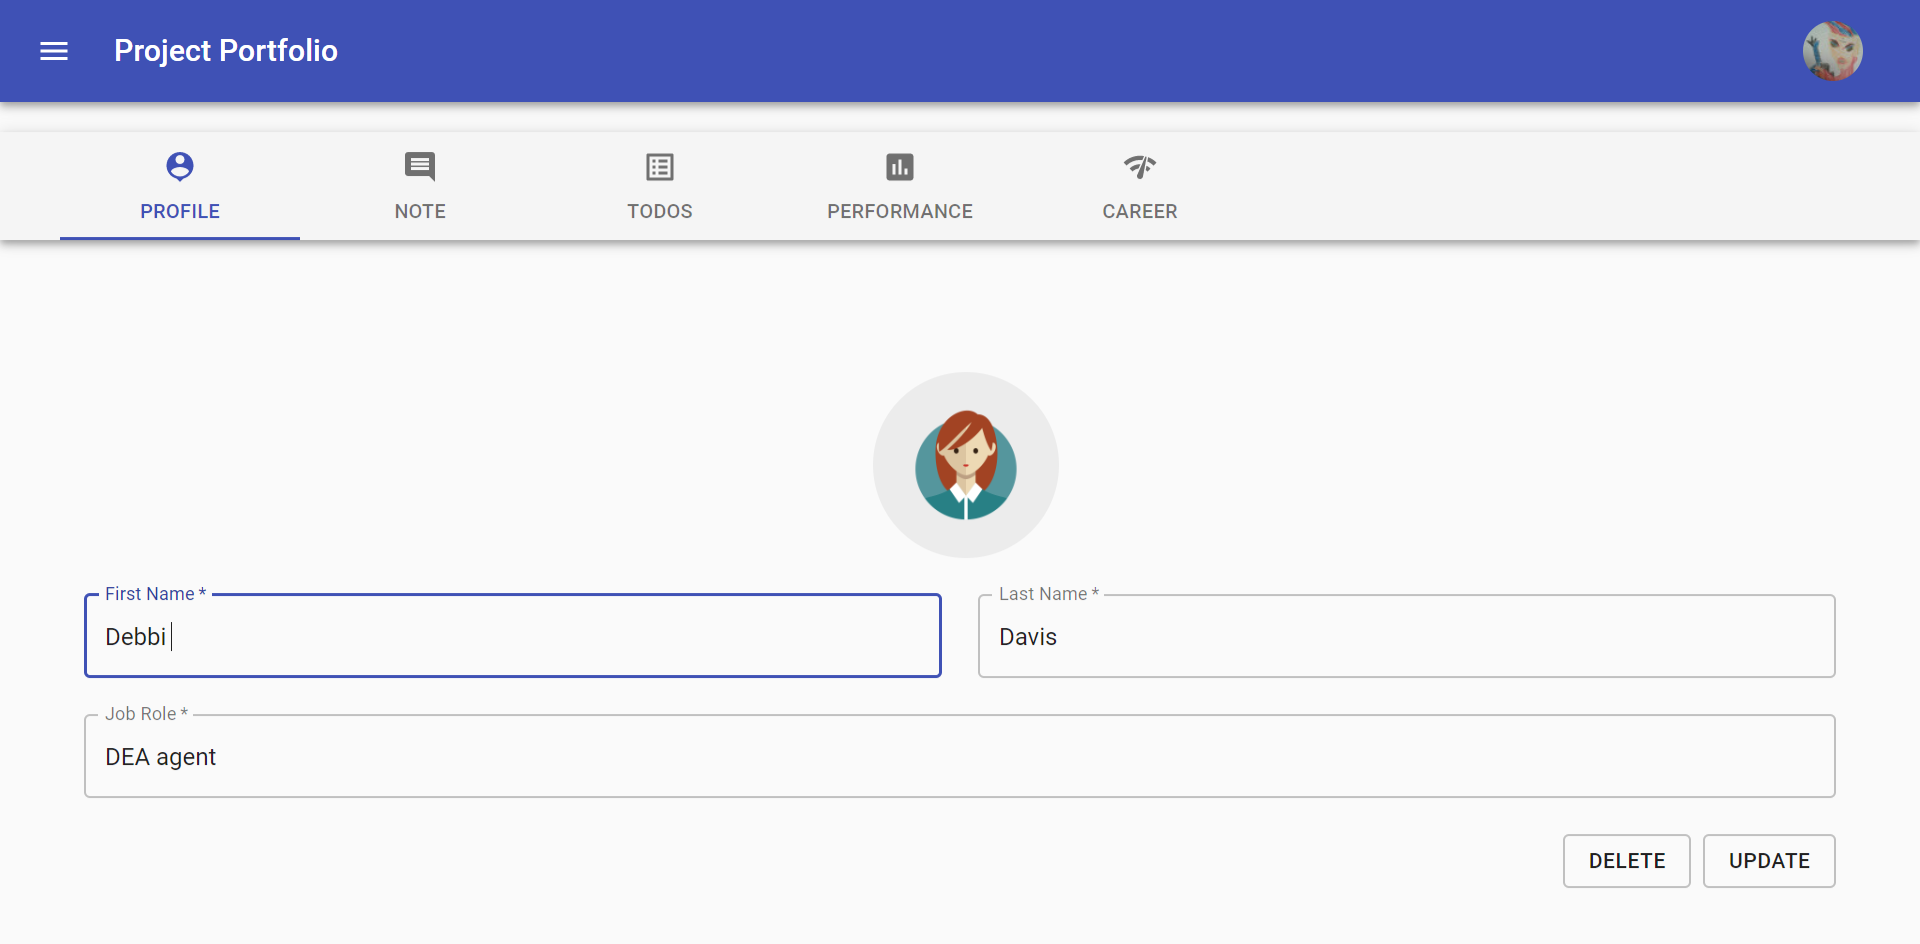 Project Portfolio
PROFILE NOTE TODOS PERFORMANCE CAREER
First Name * Last Name *
Debbi Davis
Job Role *
DEA agent
DELETE UPDATE